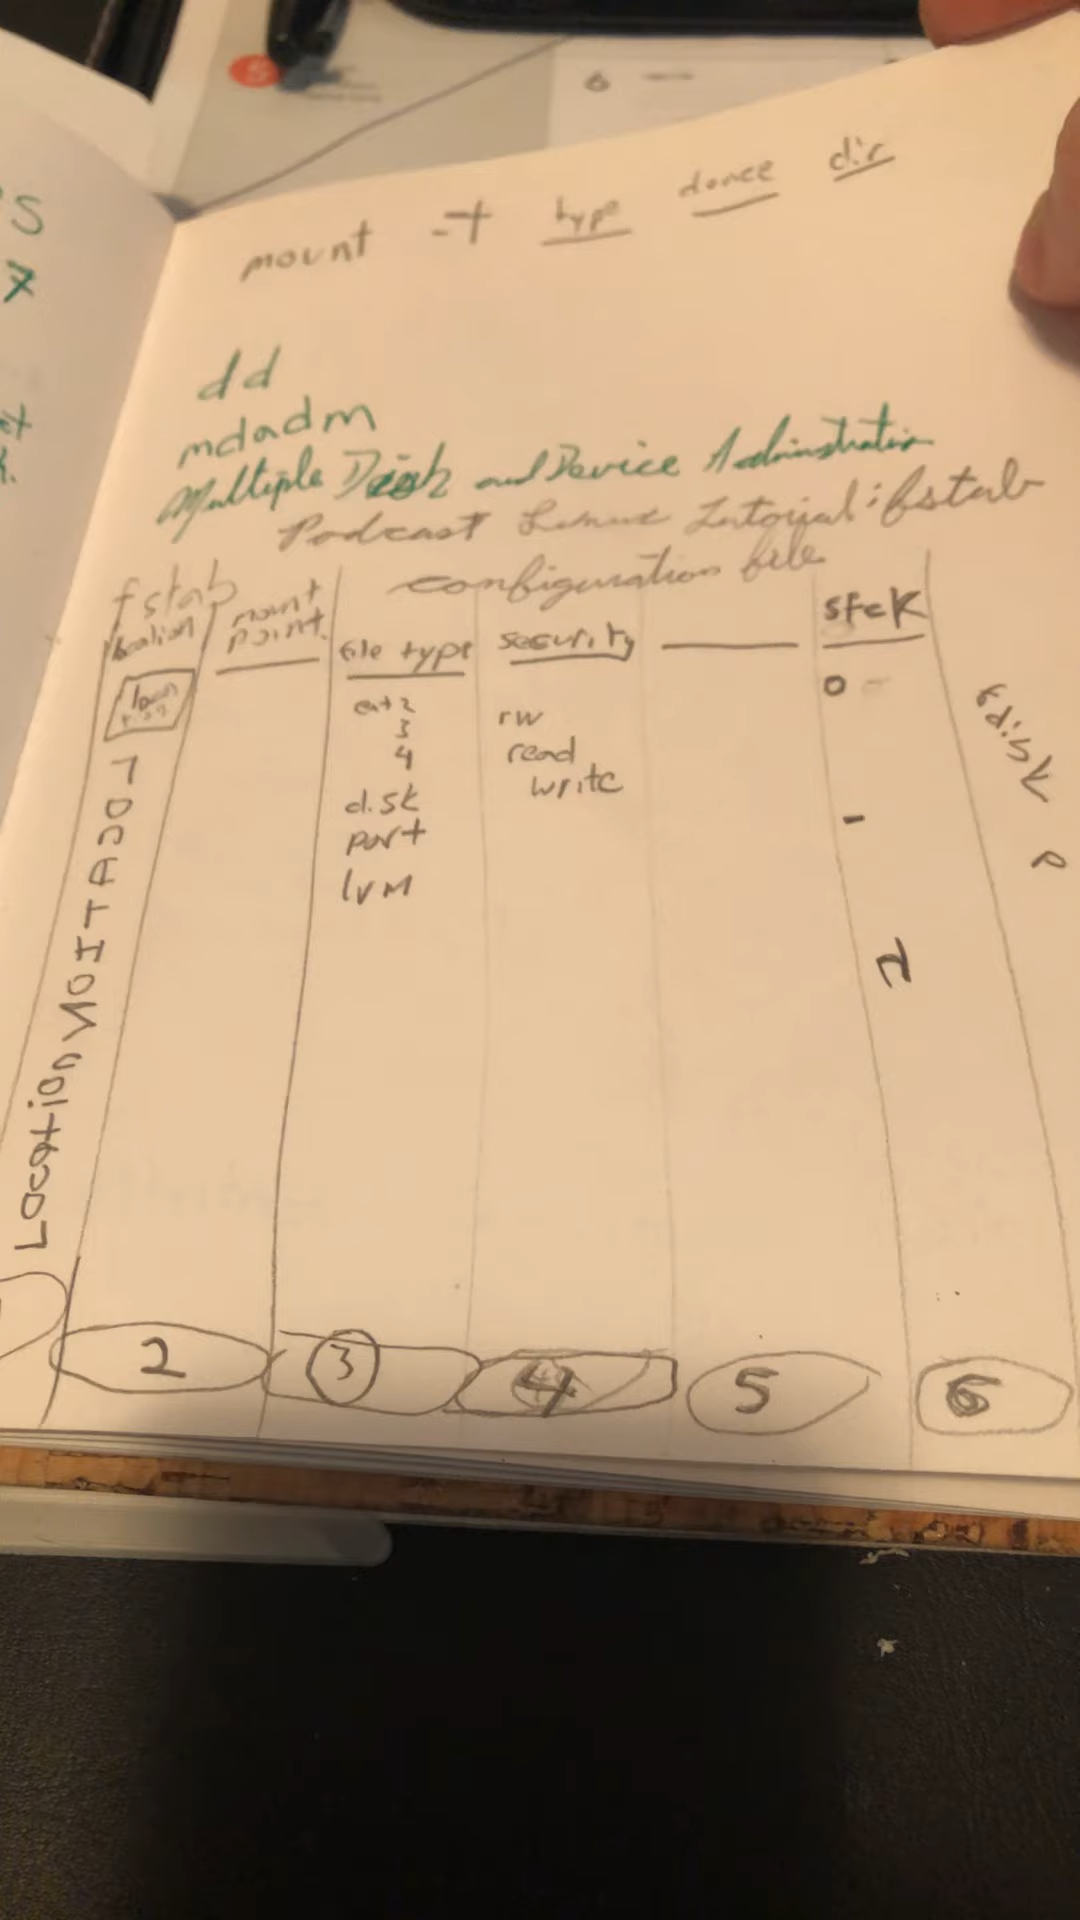 S
7
6 —
mount -t type device dir
dd
mdadm
Multiple Disk and Device Administration
Podcast Linux Tutorial: fstab
configuration file
fstab
location
mount
point
file type
security
sfck
ext2
3
4
disk
part
lvm
rw
read
write
0
-
2
LOCATION
Location
2
3
4
5
6